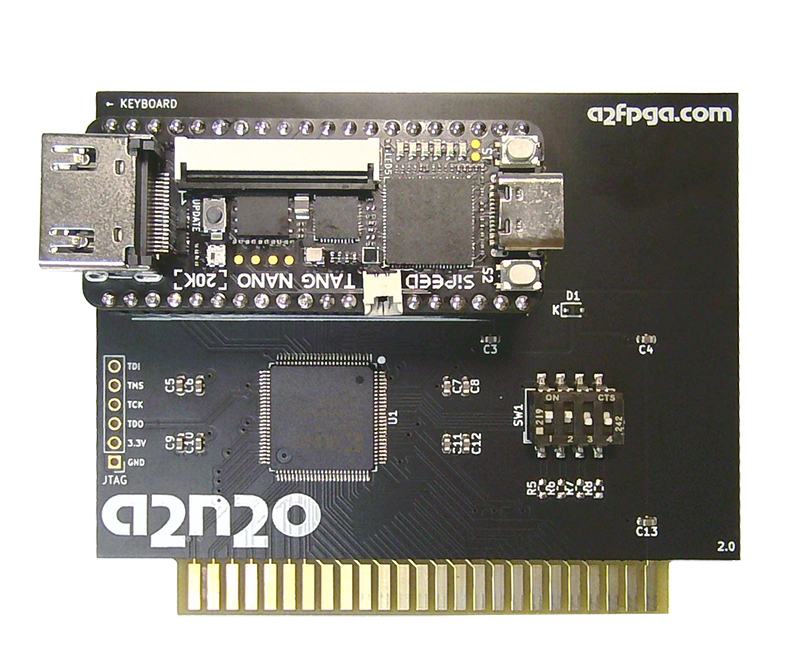 ← KEYBOARD
a2fpga.com
S1
UPDATE
20K
TANG NANO
SiPEED
S2
D1
K
C3
C4
TDI
TMS
TCK
TDO
3.3V
GND
JTAG
C5
C6
C7
C8
C9
C10
C11
C12
U1
SW1
ON
CTS
219
242
1 2 3 4
R5
R6
R7
R8
C13
a2n20
2.0